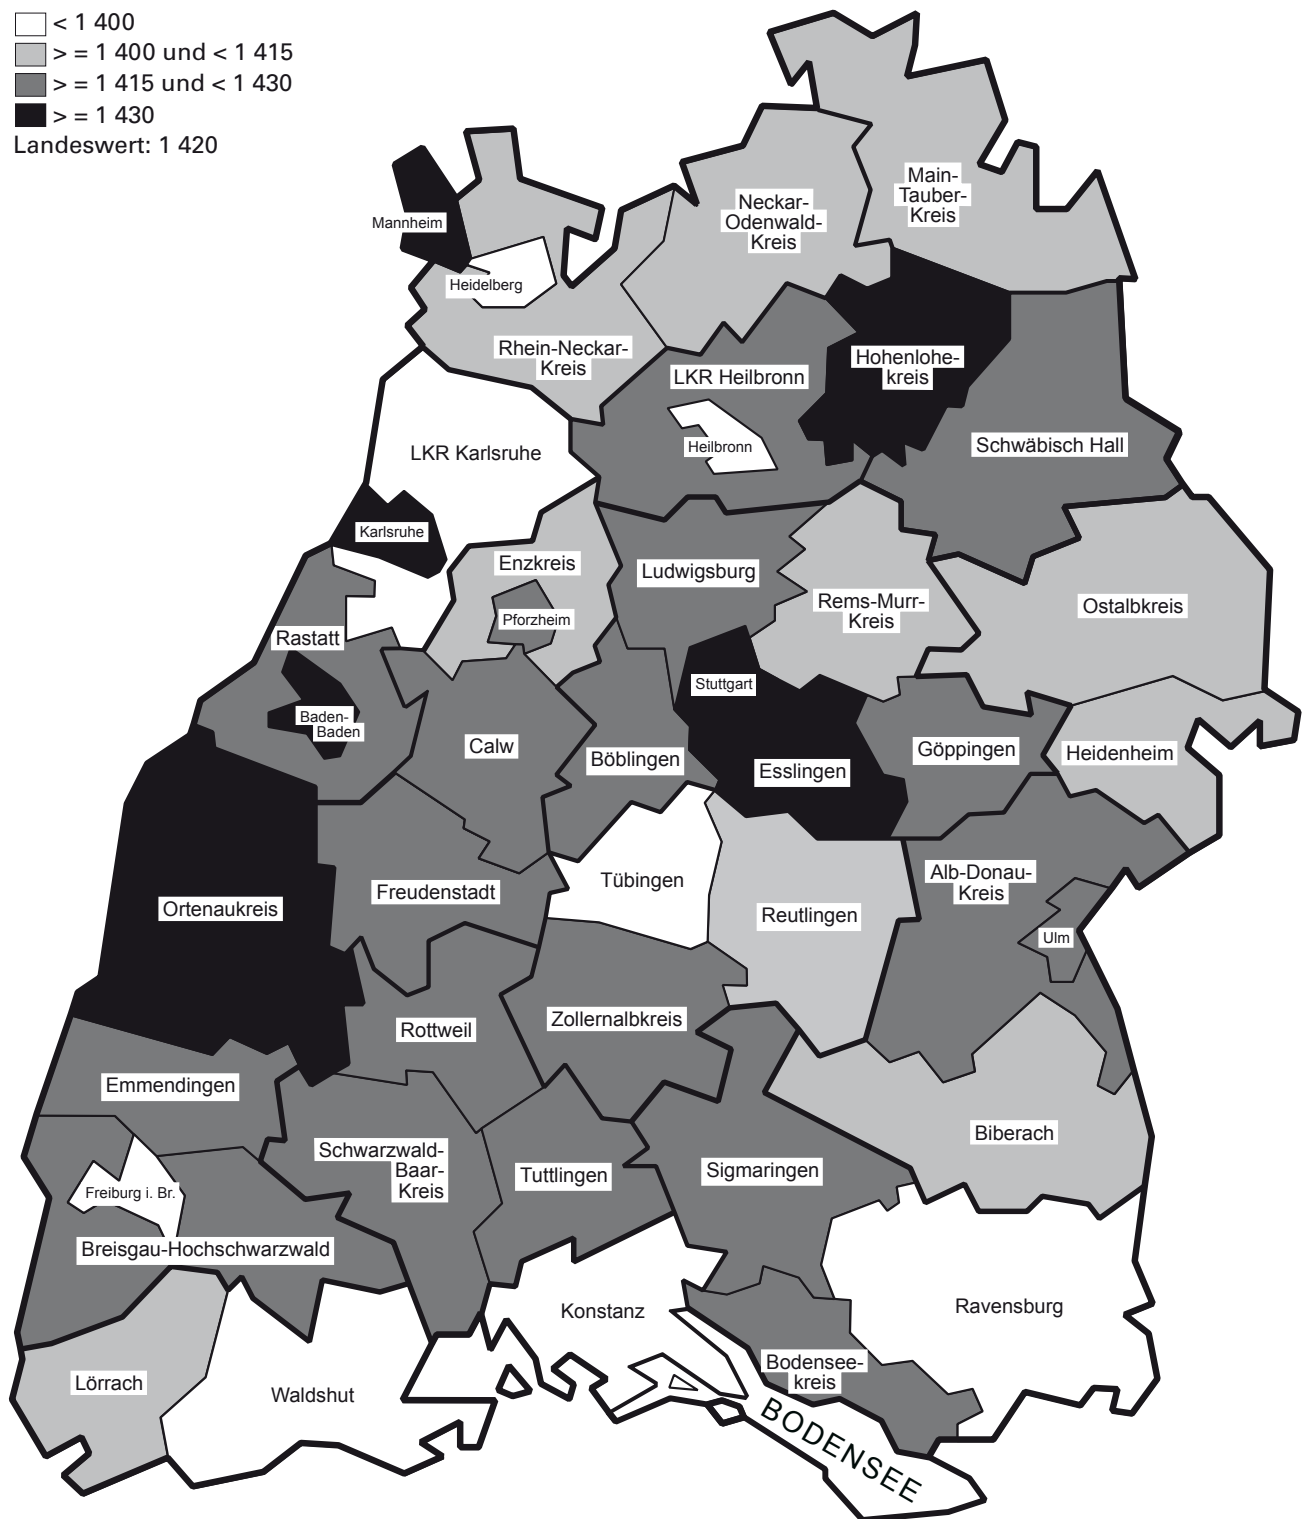 < 1 400
> = 1 400 und < 1 415
> = 1 415 und < 1 430
> = 1 430
Landeswert: 1 420
Main-
Tauber-
Kreis
Neckar-
Odenwald-
Kreis
Mannheim
Heidelberg
Rhein-Neckar-
Kreis
Hohenlohe-
kreis
LKR Heilbronn
Heilbronn
Schwäbisch Hall
LKR Karlsruhe
Karlsruhe
Enzkreis
Ludwigsburg
Pforzheim
Rems-Murr-
Kreis
Ostalbkreis
Rastatt
Stuttgart
Baden-
Baden
Calw
Böblingen
Esslingen
Göppingen
Heidenheim
Tübingen
Freudenstadt
Alb-Donau-
Kreis
Ortenaukreis
Reutlingen
Ulm
Rottweil
Zollernalbkreis
Emmendingen
Biberach
Schwarzwald-
Baar-
Kreis
Tuttlingen
Sigmaringen
Freiburg i. Br.
Breisgau-Hochschwarzwald
Konstanz
Ravensburg
Bodensee-
kreis
Lörrach
Waldshut
BODENSEE